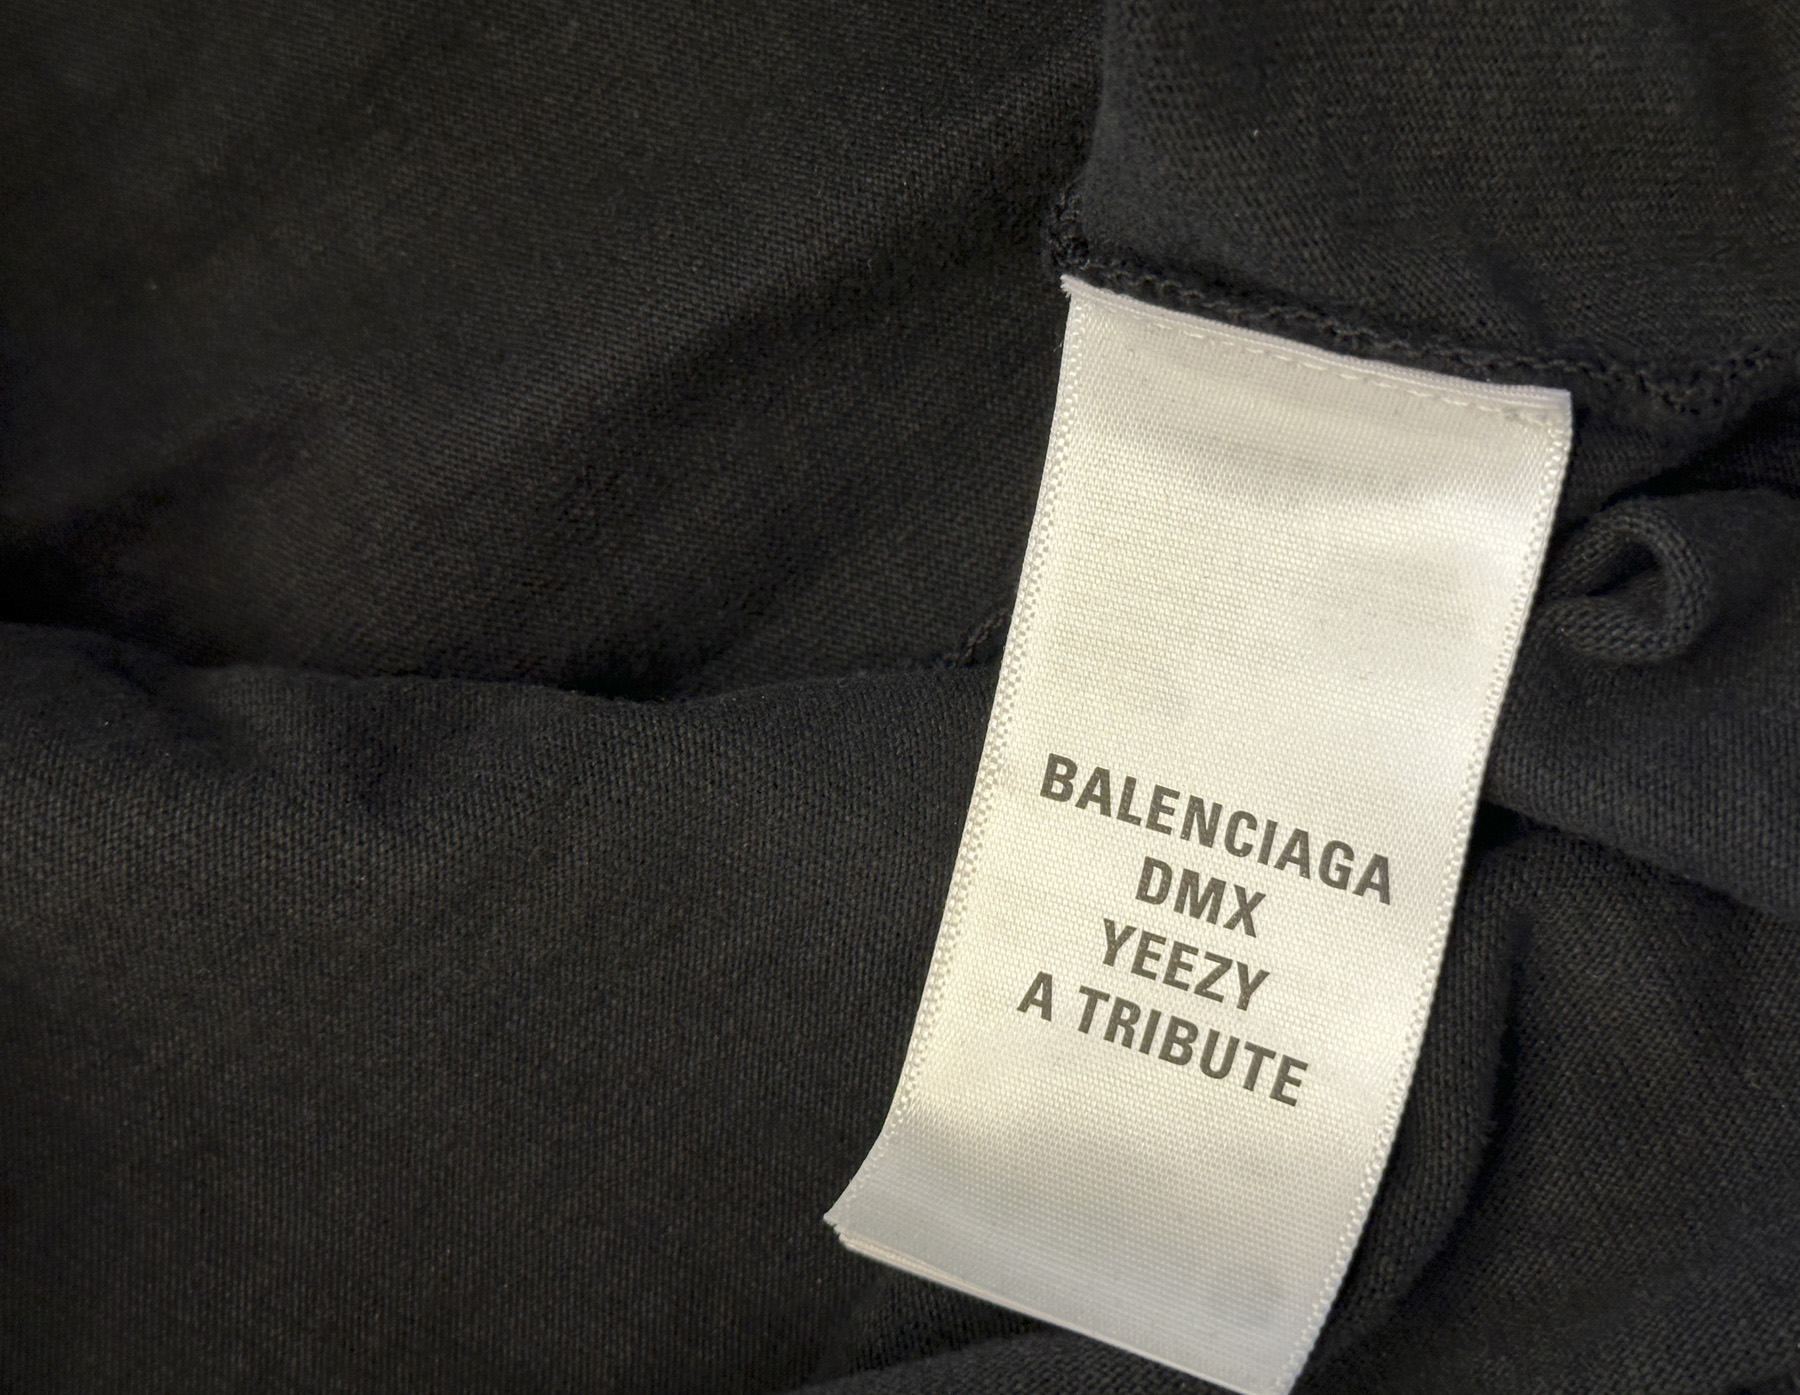 BALENCIAGA
DMX
YEEZY
A TRIBUTE